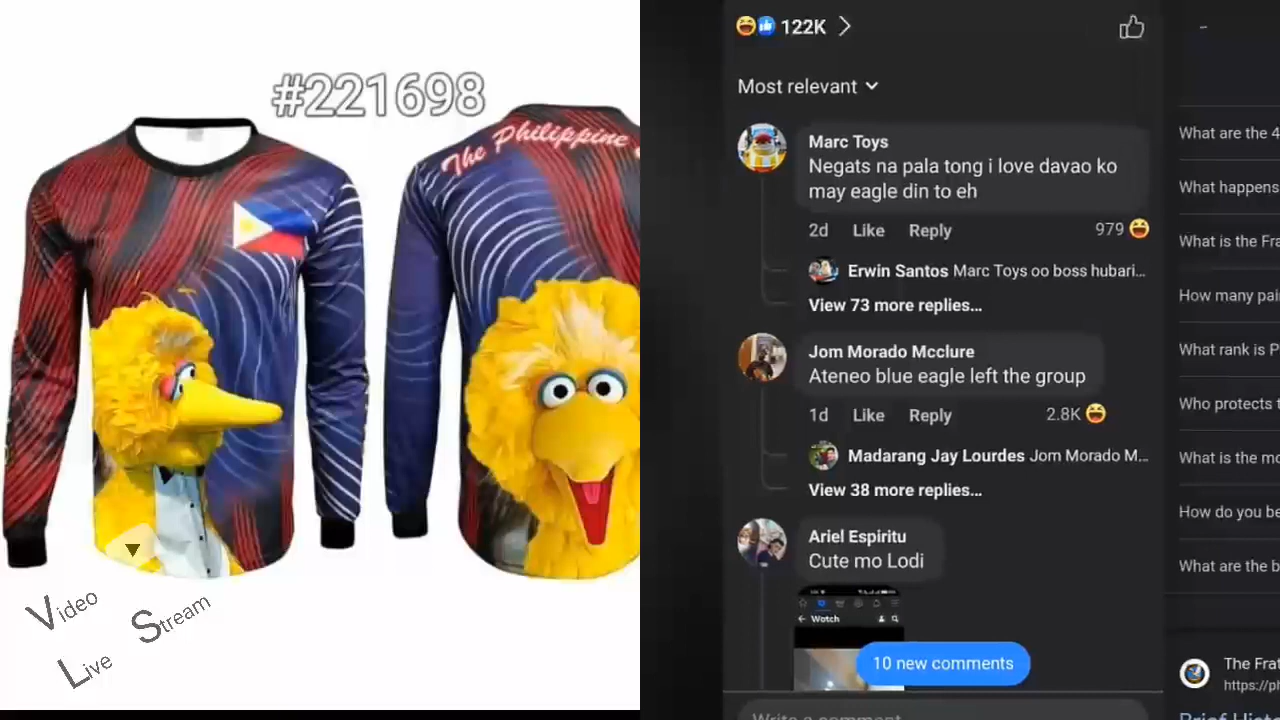 #221698
The Philippine
Video
Live
Stream
122K
Most relevant
Marc Toys
Negats na pala tong i love davao ko
may eagle din to eh
2d Like Reply 979
Erwin Santos Marc Toys oo boss hubari...
View 73 more replies...
Jom Morado Mcclure
Ateneo blue eagle left the group
1d Like Reply 2.8K
Madarang Jay Lourdes Jom Morado M...
View 38 more replies...
Ariel Espiritu
Cute mo Lodi
Watch
10 new comments
Write a comment
What are the 4
What happens
What is the Fra
How many pal
What rank is P
Who protects t
What is the mo
How do you be
What are the b
The Frat
https://ph
Brief Hist